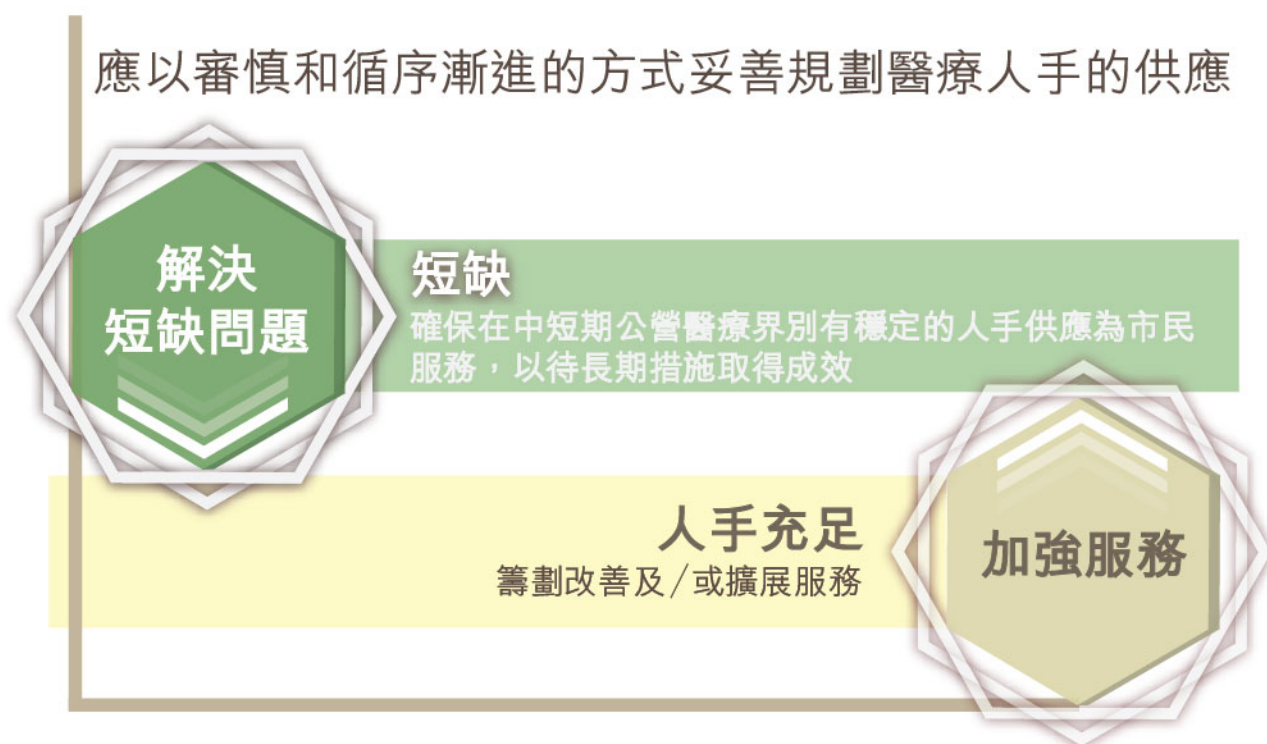 應以審慎和循序漸進的方式妥善規劃醫療人手的供應
解決
短缺問題
短缺
確保在中短期公營醫療界別有穩定的人手供應為市民
服務，以待長期措施取得成效
人手充足
籌劃改善及/或擴展服務
加強服務